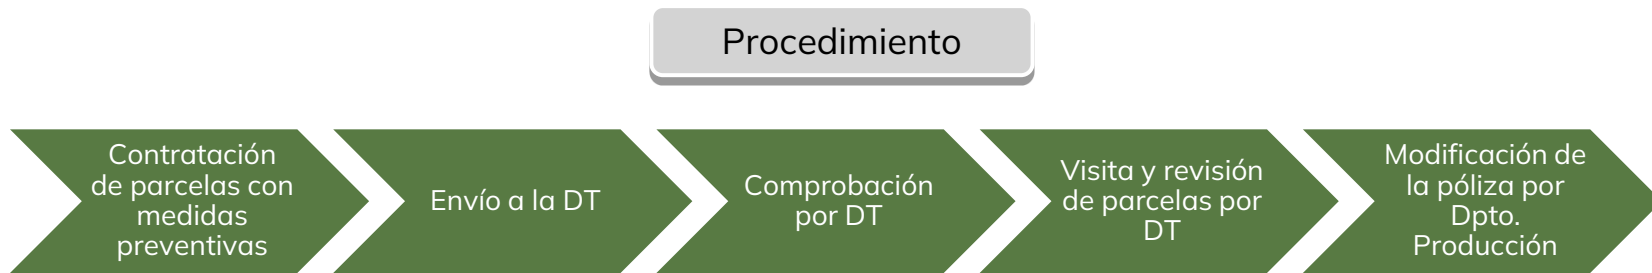 Procedimiento
Contratación
de parcelas con
medidas
preventivas
Envío a la DT
Comprobación
por DT
Visita y revisión
de parcelas por
DT
Modificación de
la póliza por
Dpto.
Producción